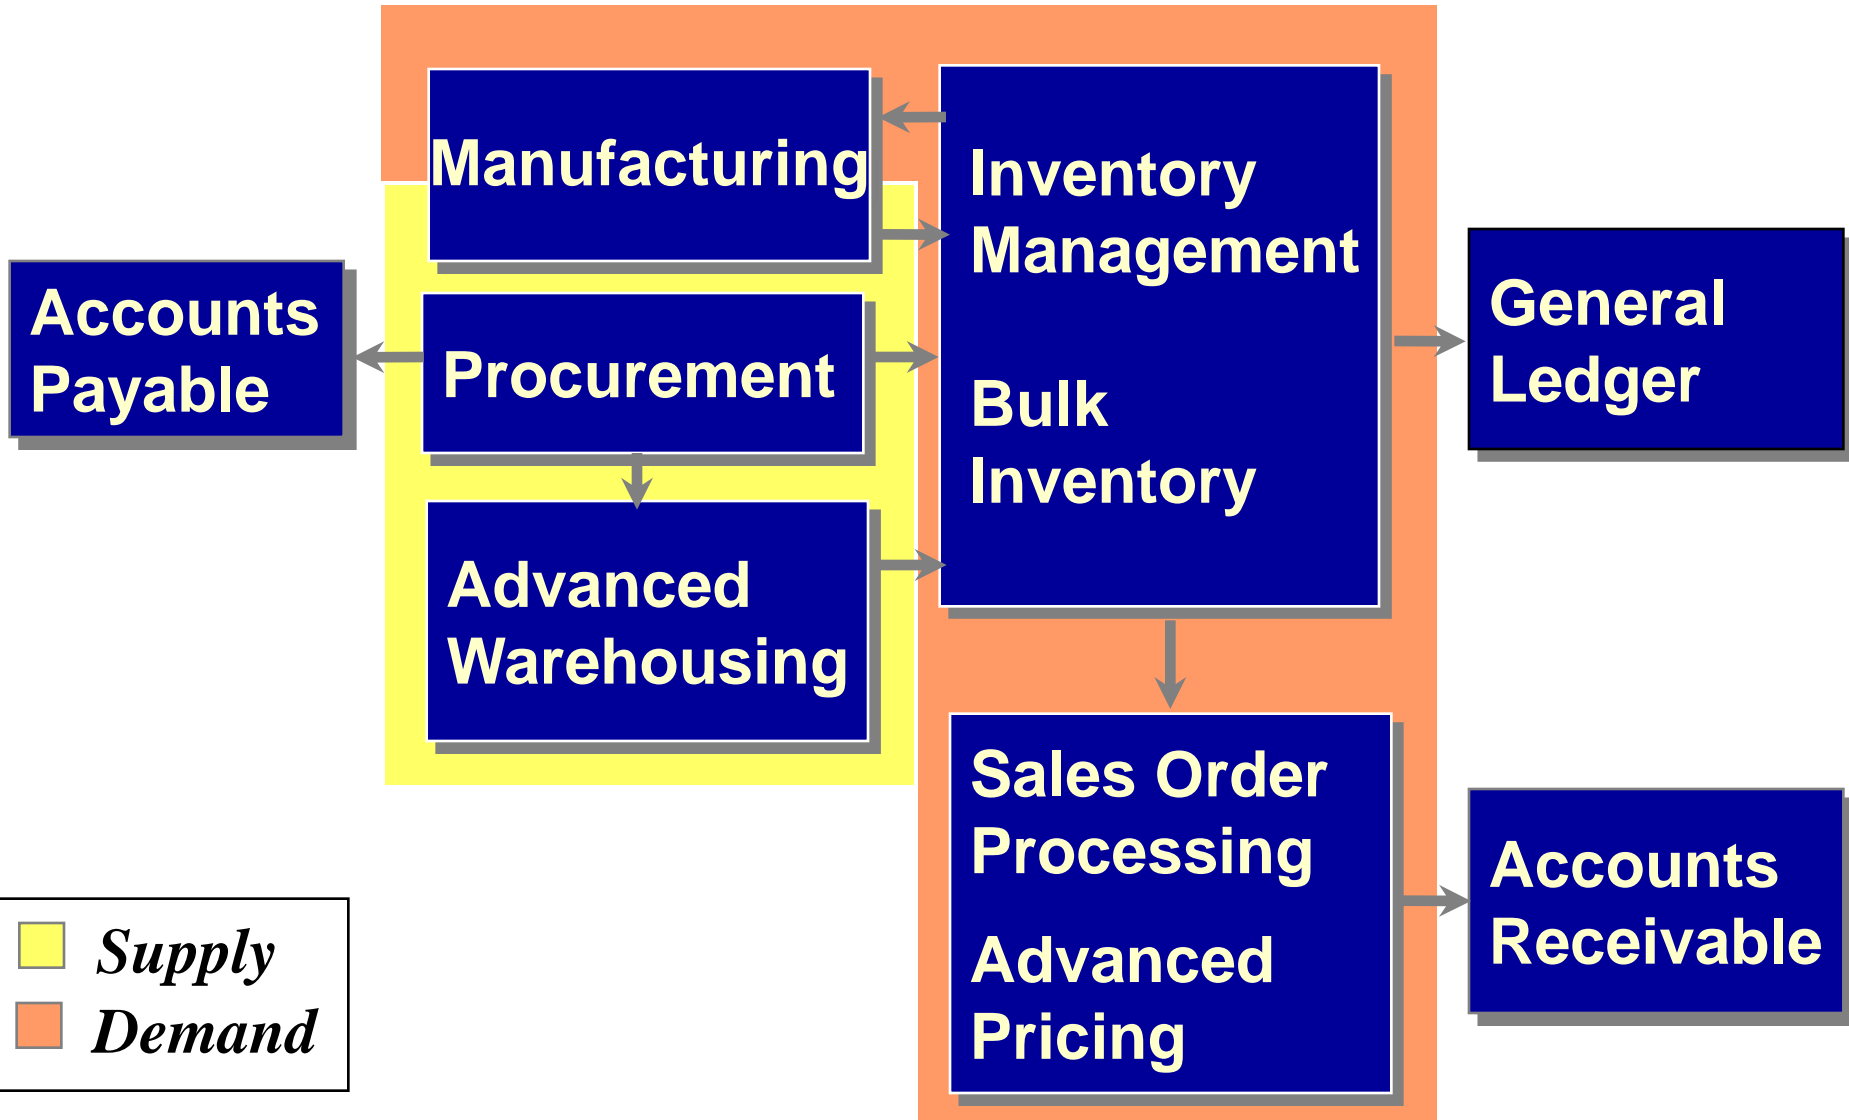 Manufacturing
Inventory
Management
Bulk
Inventory
Accounts
Payable
Procurement
General
Ledger
Advanced
Warehousing
Sales Order
Processing
Advanced
Pricing
Accounts
Receivable
Supply
Demand